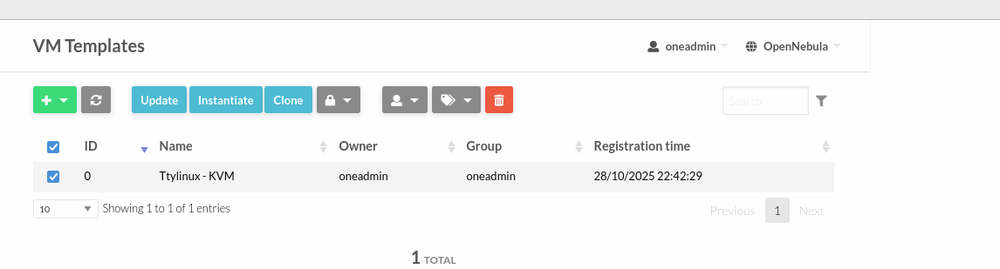 VM Templates oneadmin OpenNebula
Update Instantiate Clone Search
ID Name Owner Group Registration time
0 Ttylinux - KVM oneadmin oneadmin 28/10/2025 22:42:29
10 Showing 1 to 1 of 1 entries Previous 1 Next
1 TOTAL